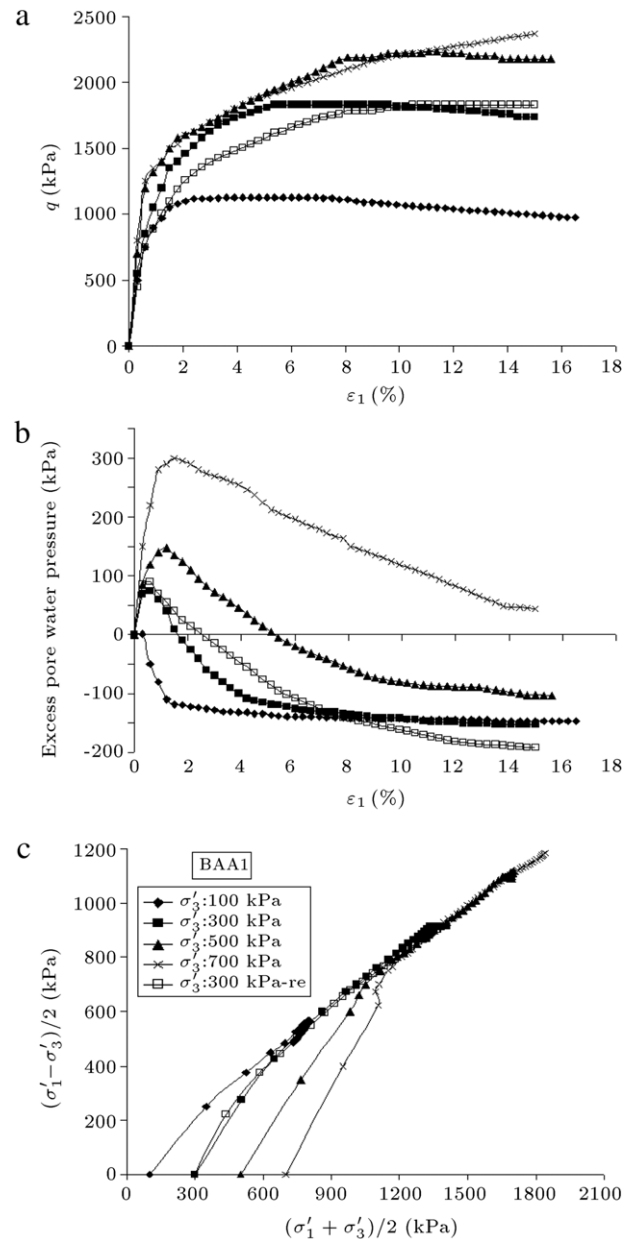 a
2500
2000
1500
1000
500
0
q (kPa)
0 2 4 6 8 10 12 14 16 18
ε₁ (%)
b
300
200
100
0
-100
-200
Excess pore water pressure (kPa)
0 2 4 6 8 10 12 14 16 18
ε₁ (%)
c
1200
1000
800
600
400
200
0
(σ′₁−σ′₃)/2 (kPa)
BAA1
σ′₃:100 kPa
σ′₃:300 kPa
σ′₃:500 kPa
σ′₃:700 kPa
σ′₃:300 kPa-re
0 300 600 900 1200 1500 1800 2100
(σ′₁ + σ′₃)/2 (kPa)